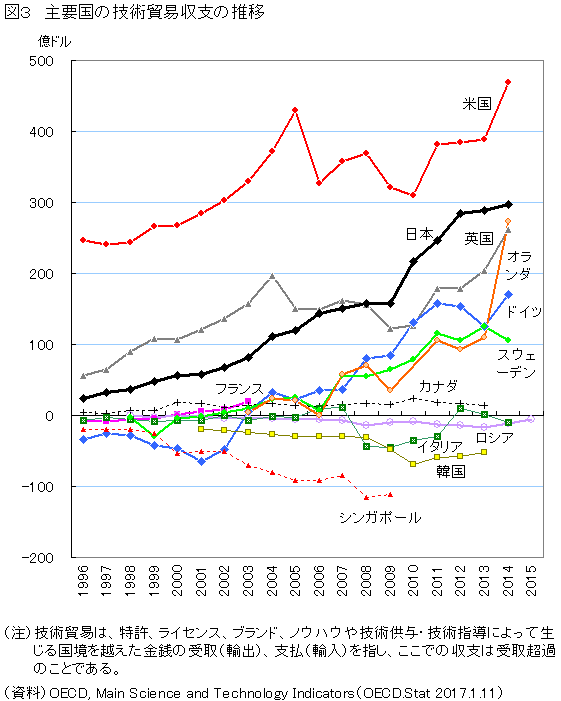 図3 主要国の技術貿易収支の推移
億ドル
500
400
300
200
100
0
-100
-200
米国
日本
英国
オラ
ンダ
ドイツ
スウェ
ーデン
フランス
カナダ
ロシア
イタリア
韓国
シンガポール
1996
1997
1998
1999
2000
2001
2002
2003
2004
2005
2006
2007
2008
2009
2010
2011
2012
2013
2014
2015
(注)技術貿易は、特許、ライセンス、ブランド、ノウハウや技術供与・技術指導によって生
じる国境を越えた金銭の受取(輸出)、支払(輸入)を指し、ここでの収支は受取超過
のことである。
(資料)OECD, Main Science and Technology Indicators(OECD.Stat 2017.1.11)